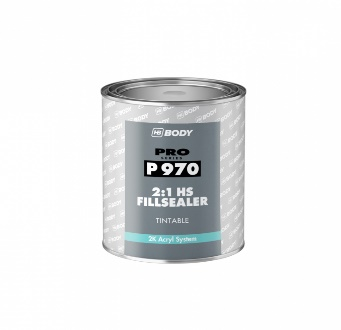 HB BODY
PRO
SERIES
P 970
2:1 HS
FILLSEALER
TINTABLE
2K Acryl System